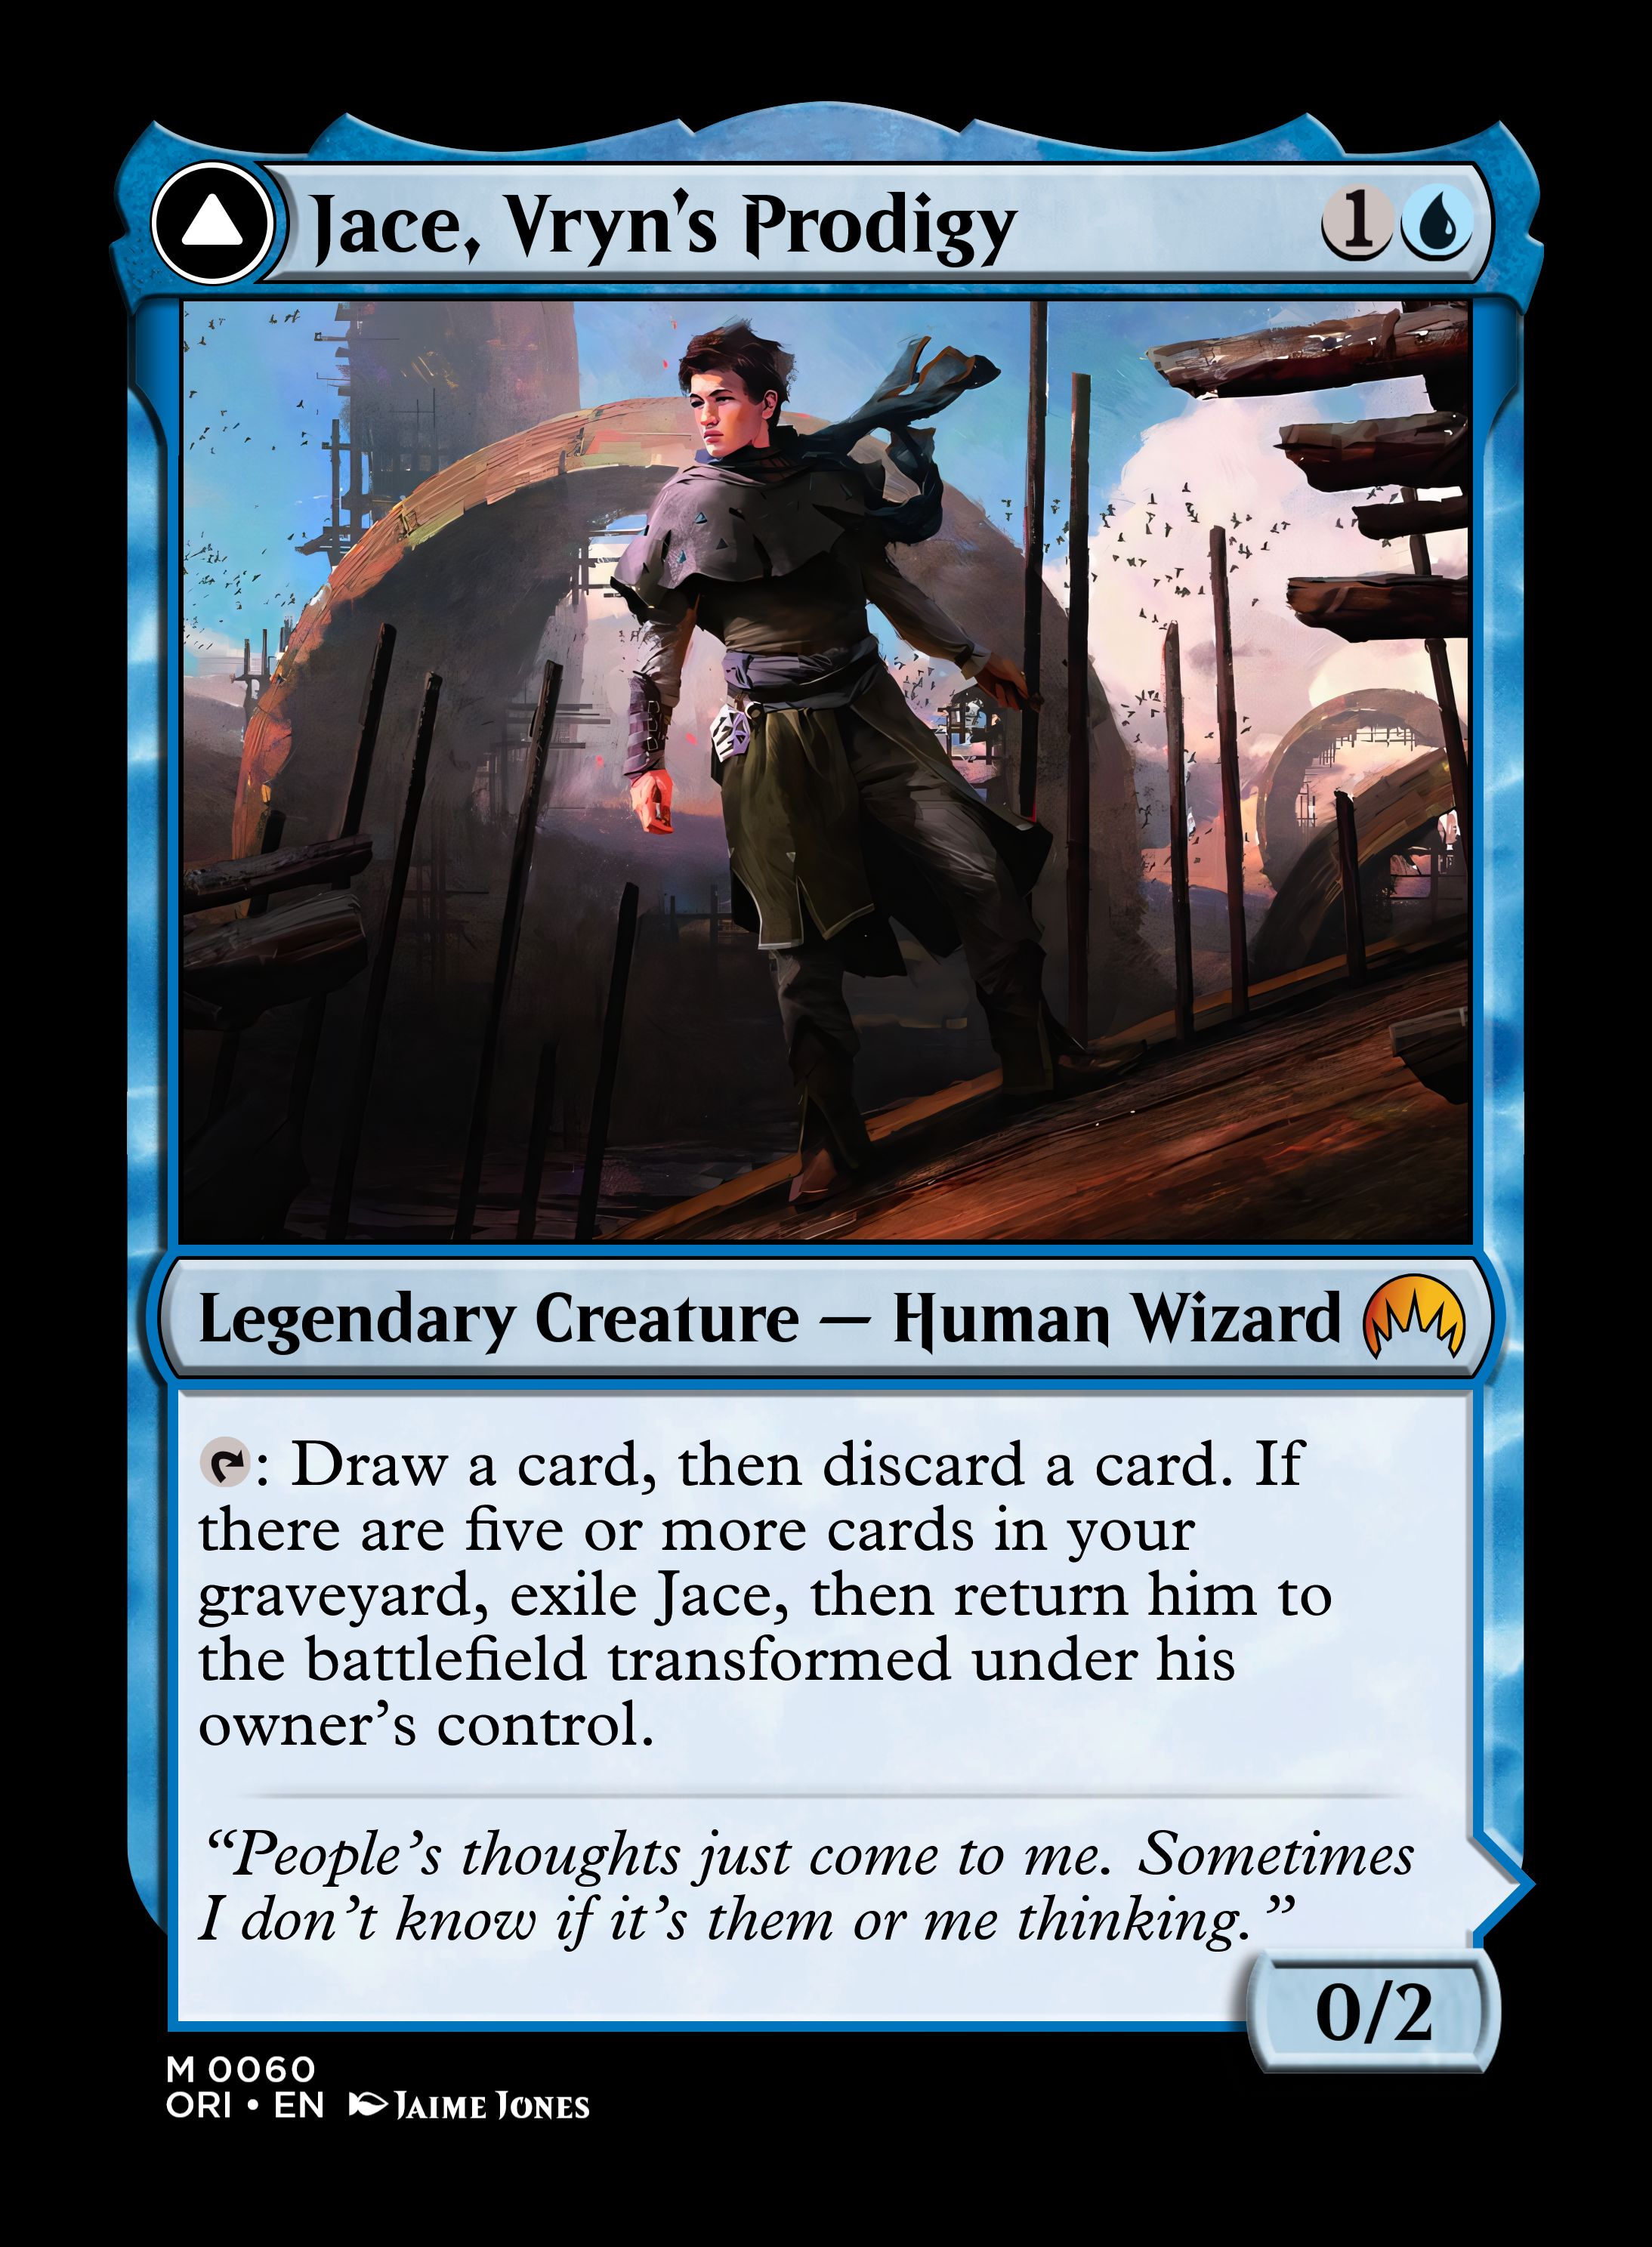 Jace, Vryn's Prodigy 1
Legendary Creature — Human Wizard
: Draw a card, then discard a card. If
there are five or more cards in your
graveyard, exile Jace, then return him to
the battlefield transformed under his
owner’s control.
“People’s thoughts just come to me. Sometimes
I don’t know if it’s them or me thinking.”
0/2
M 0060
ORI • EN JAIME JONES